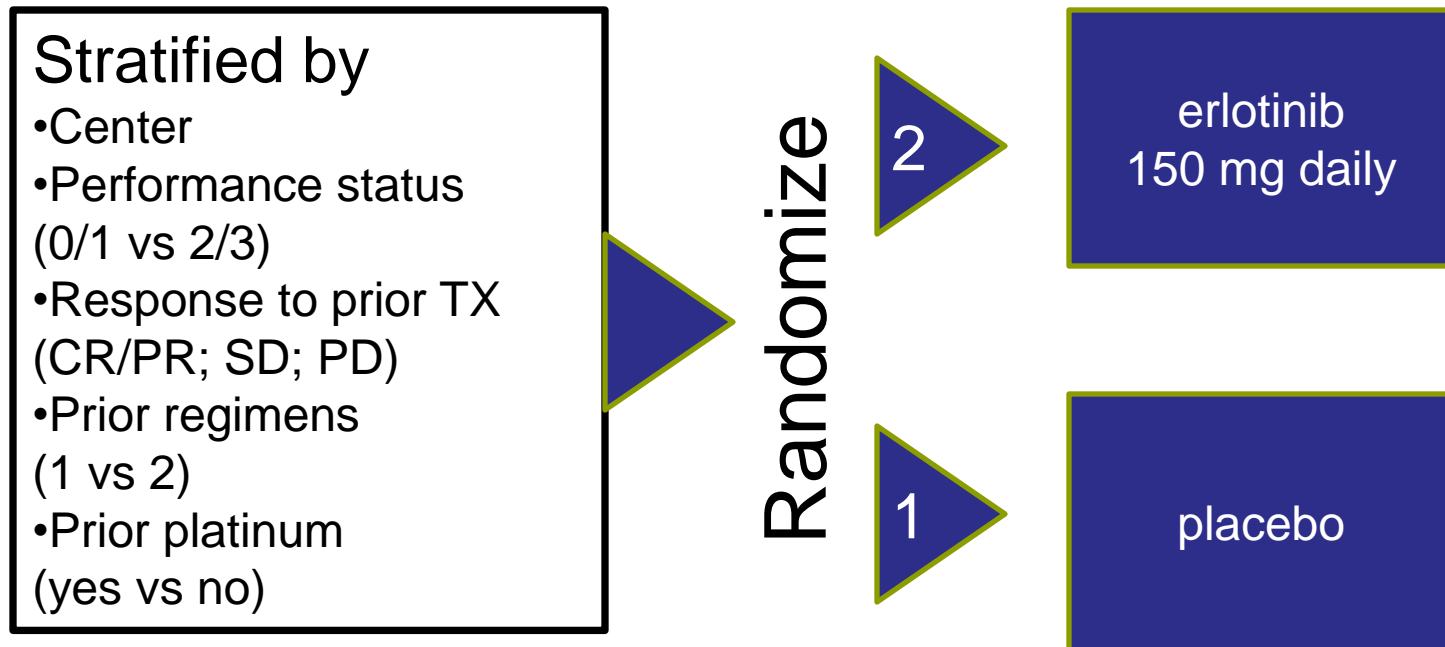 Stratified by
•Center
•Performance status
(0/1 vs 2/3)
•Response to prior TX
(CR/PR; SD; PD)
•Prior regimens
(1 vs 2)
•Prior platinum
(yes vs no)
Randomize
2
erlotinib
150 mg daily
1
placebo